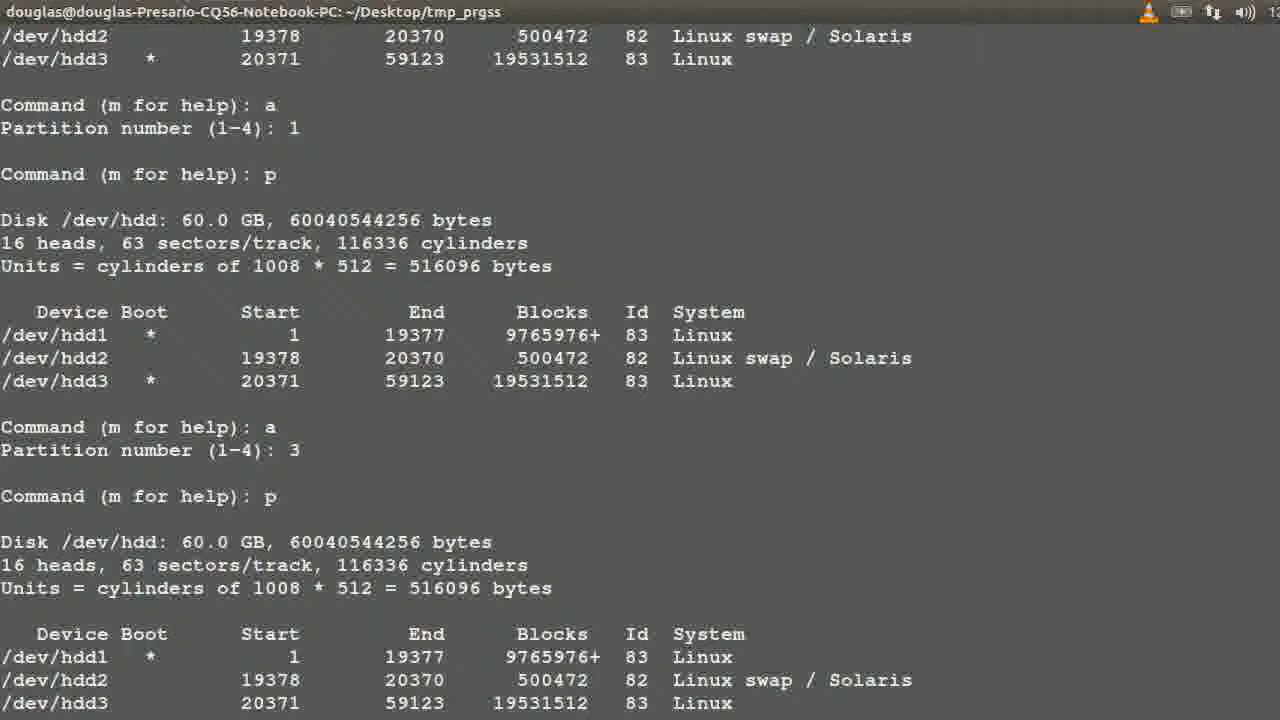 douglas@douglas-Presario-CQ56-Notebook-PC: ~/Desktop/tmp_prgss
/dev/hdd2 19378 20370 500472 82 Linux swap / Solaris
/dev/hdd3 * 20371 59123 19531512 83 Linux
Command (m for help): a
Partition number (1-4): 1
Command (m for help): p
Disk /dev/hdd: 60.0 GB, 60040544256 bytes
16 heads, 63 sectors/track, 116336 cylinders
Units = cylinders of 1008 * 512 = 516096 bytes
Device Boot Start End Blocks Id System
/dev/hdd1 * 1 19377 9765976+ 83 Linux
/dev/hdd2 19378 20370 500472 82 Linux swap / Solaris
/dev/hdd3 * 20371 59123 19531512 83 Linux
Command (m for help): a
Partition number (1-4): 3
Command (m for help): p
Disk /dev/hdd: 60.0 GB, 60040544256 bytes
16 heads, 63 sectors/track, 116336 cylinders
Units = cylinders of 1008 * 512 = 516096 bytes
Device Boot Start End Blocks Id System
/dev/hdd1 * 1 19377 9765976+ 83 Linux
/dev/hdd2 19378 20370 500472 82 Linux swap / Solaris
/dev/hdd3 20371 59123 19531512 83 Linux